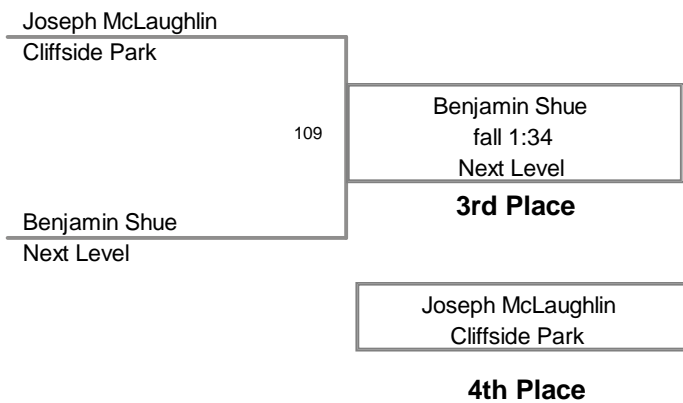 Joseph McLaughlin
Cliffside Park
109
Benjamin Shue
fall 1:34
Next Level
3rd Place
Benjamin Shue
Next Level
Joseph McLaughlin
Cliffside Park
4th Place